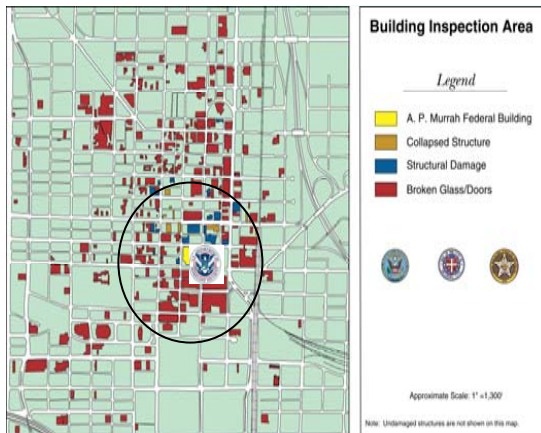 Building Inspection Area
Legend
A. P. Murrah Federal Building
Collapsed Structure
Structural Damage
Broken Glass/Doors
Approximate Scale: 1" =1,300'
Note: Undamaged structures are not shown on this map.